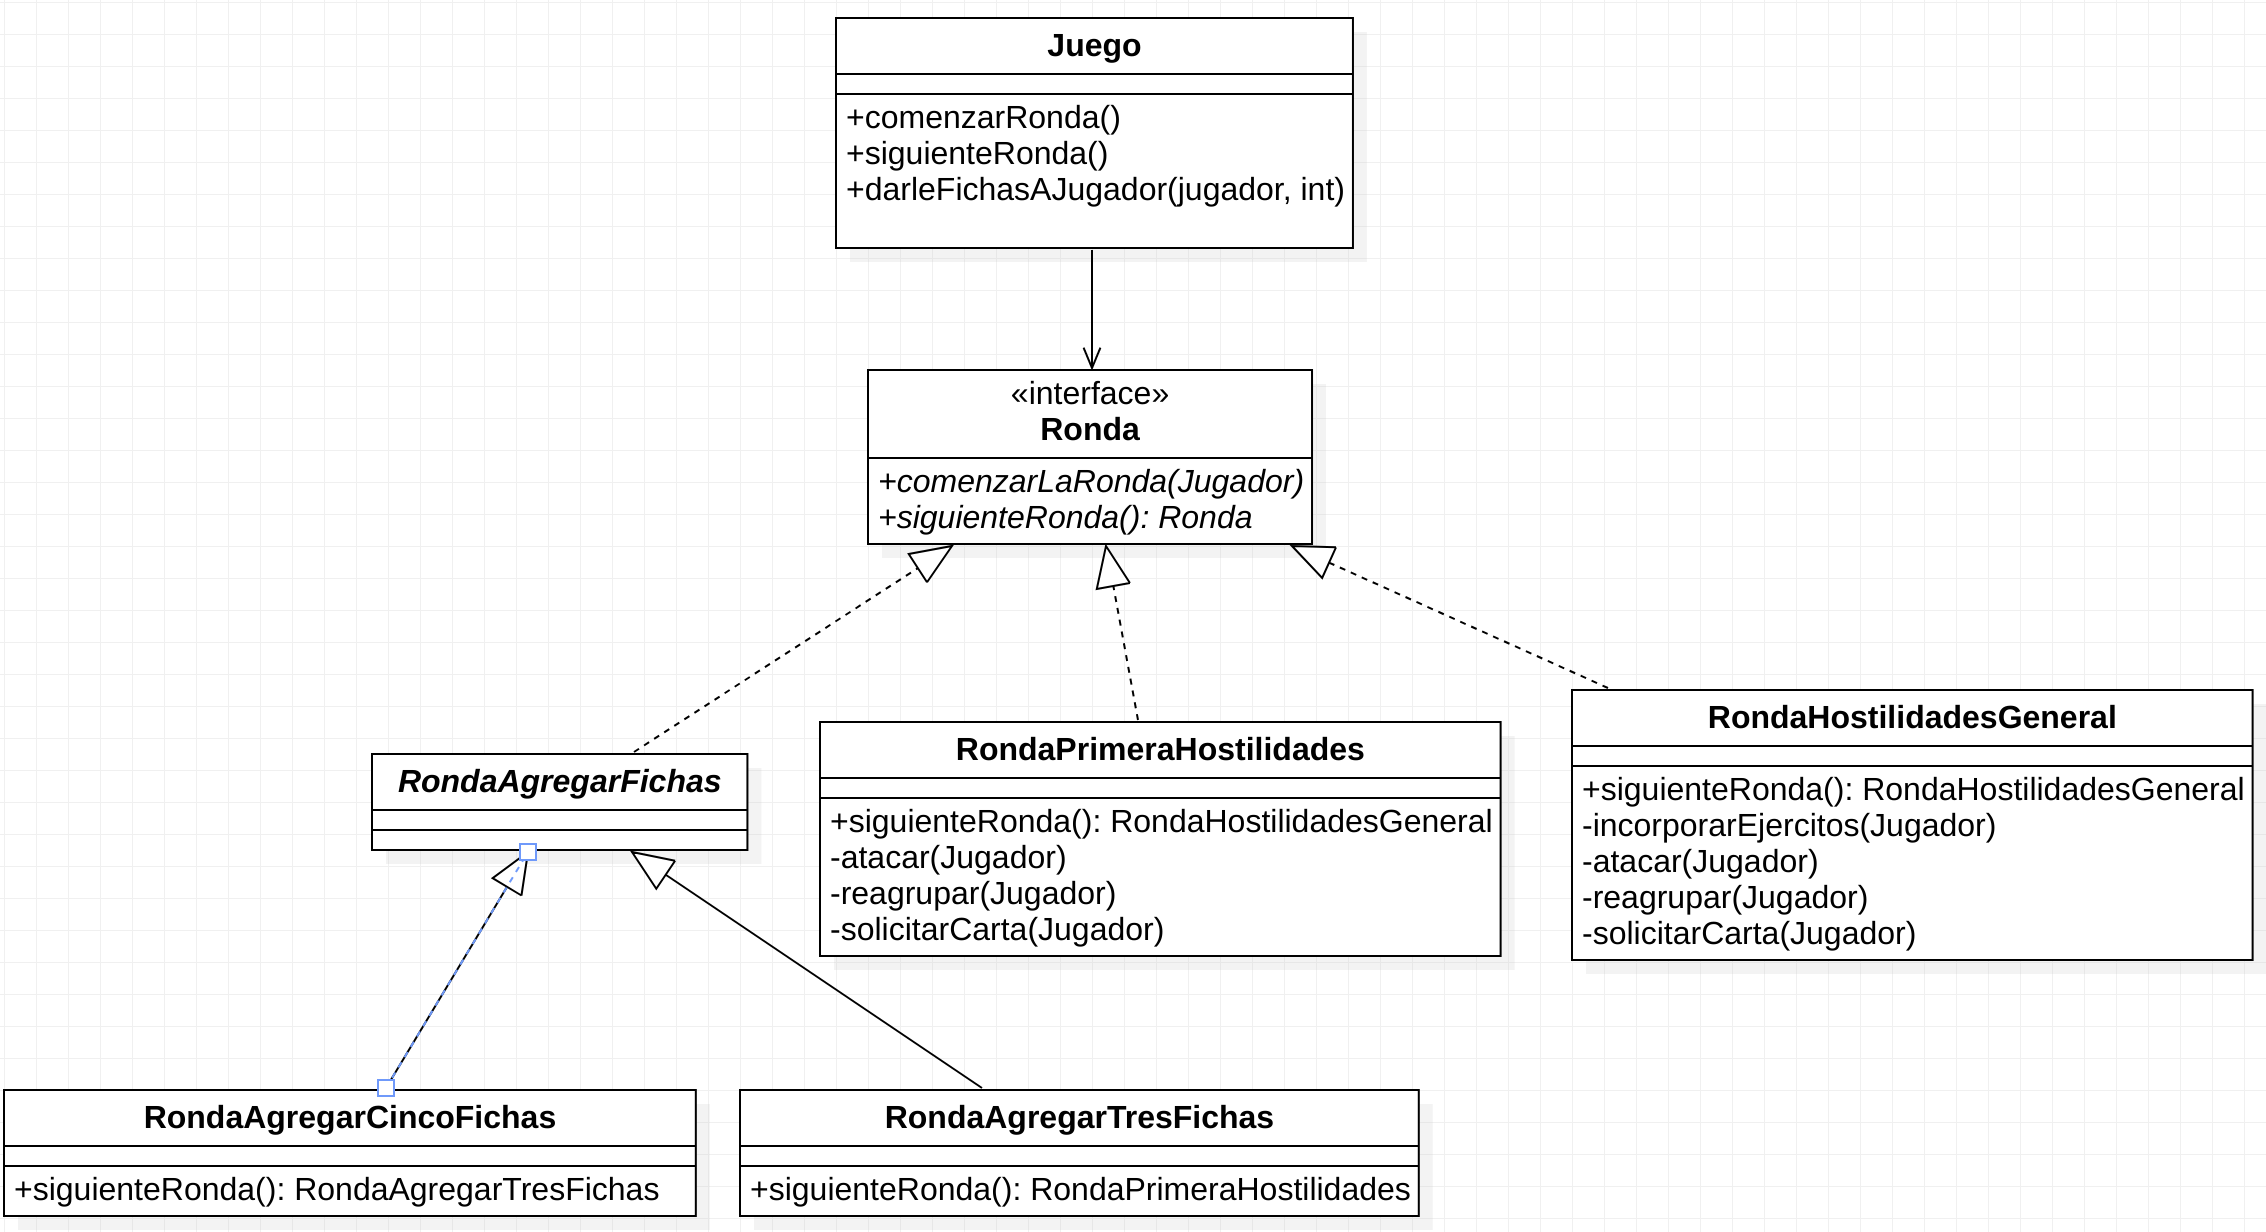 Juego
+comenzarRonda()
+siguienteRonda()
+darleFichasAJugador(jugador, int)
«interface»
Ronda
+comenzarLaRonda(Jugador)
+siguienteRonda(): Ronda
RondaAgregarFichas
RondaPrimeraHostilidades
+siguienteRonda(): RondaHostilidadesGeneral
-atacar(Jugador)
-reagrupar(Jugador)
-solicitarCarta(Jugador)
RondaHostilidadesGeneral
+siguienteRonda(): RondaHostilidadesGeneral
-incorporarEjercitos(Jugador)
-atacar(Jugador)
-reagrupar(Jugador)
-solicitarCarta(Jugador)
RondaAgregarCincoFichas
+siguienteRonda(): RondaAgregarTresFichas
RondaAgregarTresFichas
+siguienteRonda(): RondaPrimeraHostilidades